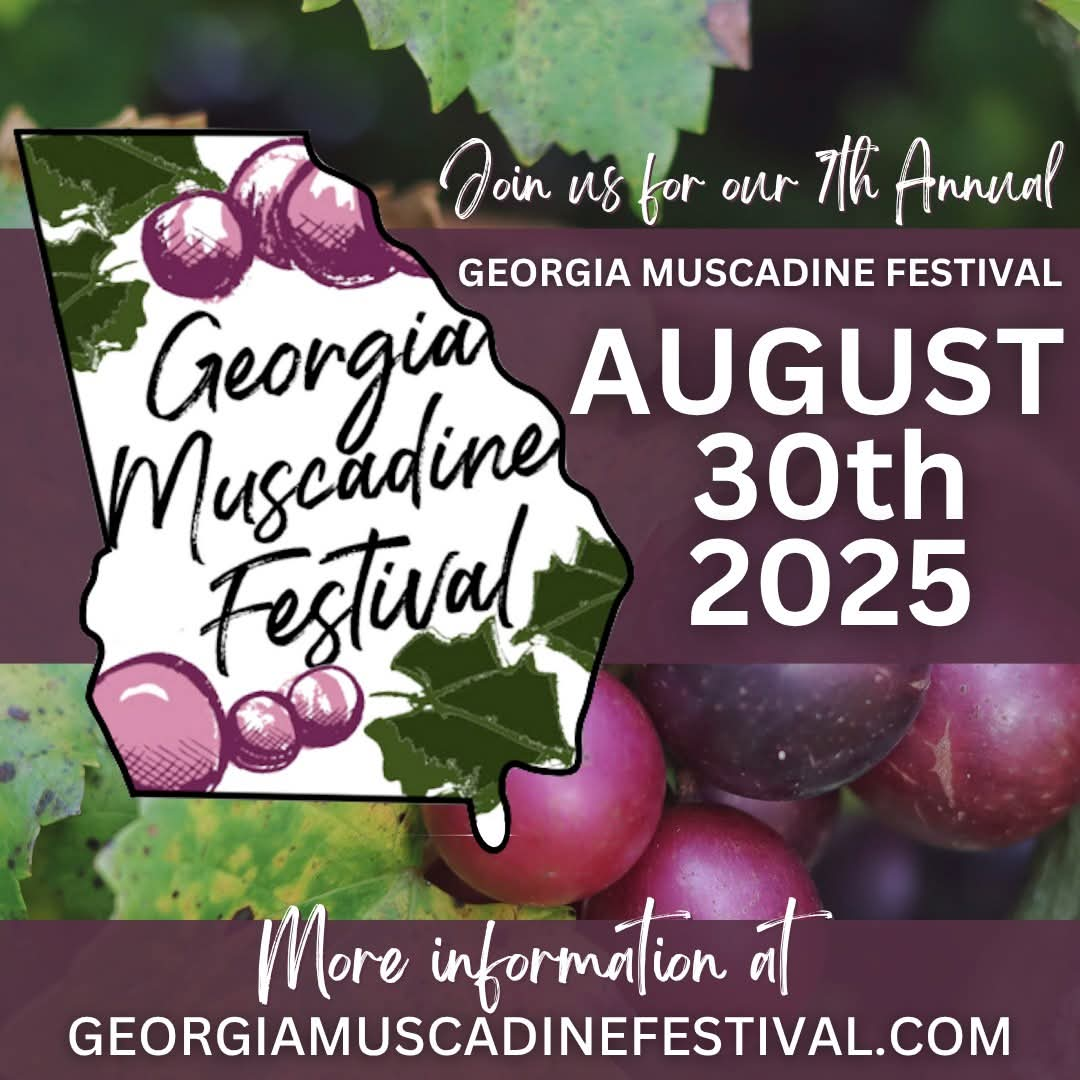 Join us for our 7th Annual
GEORGIA MUSCADINE FESTIVAL
AUGUST
30th
2025
Georgia
Muscadine
Festival
More information at
GEORGIAMUSCADINEFESTIVAL.COM